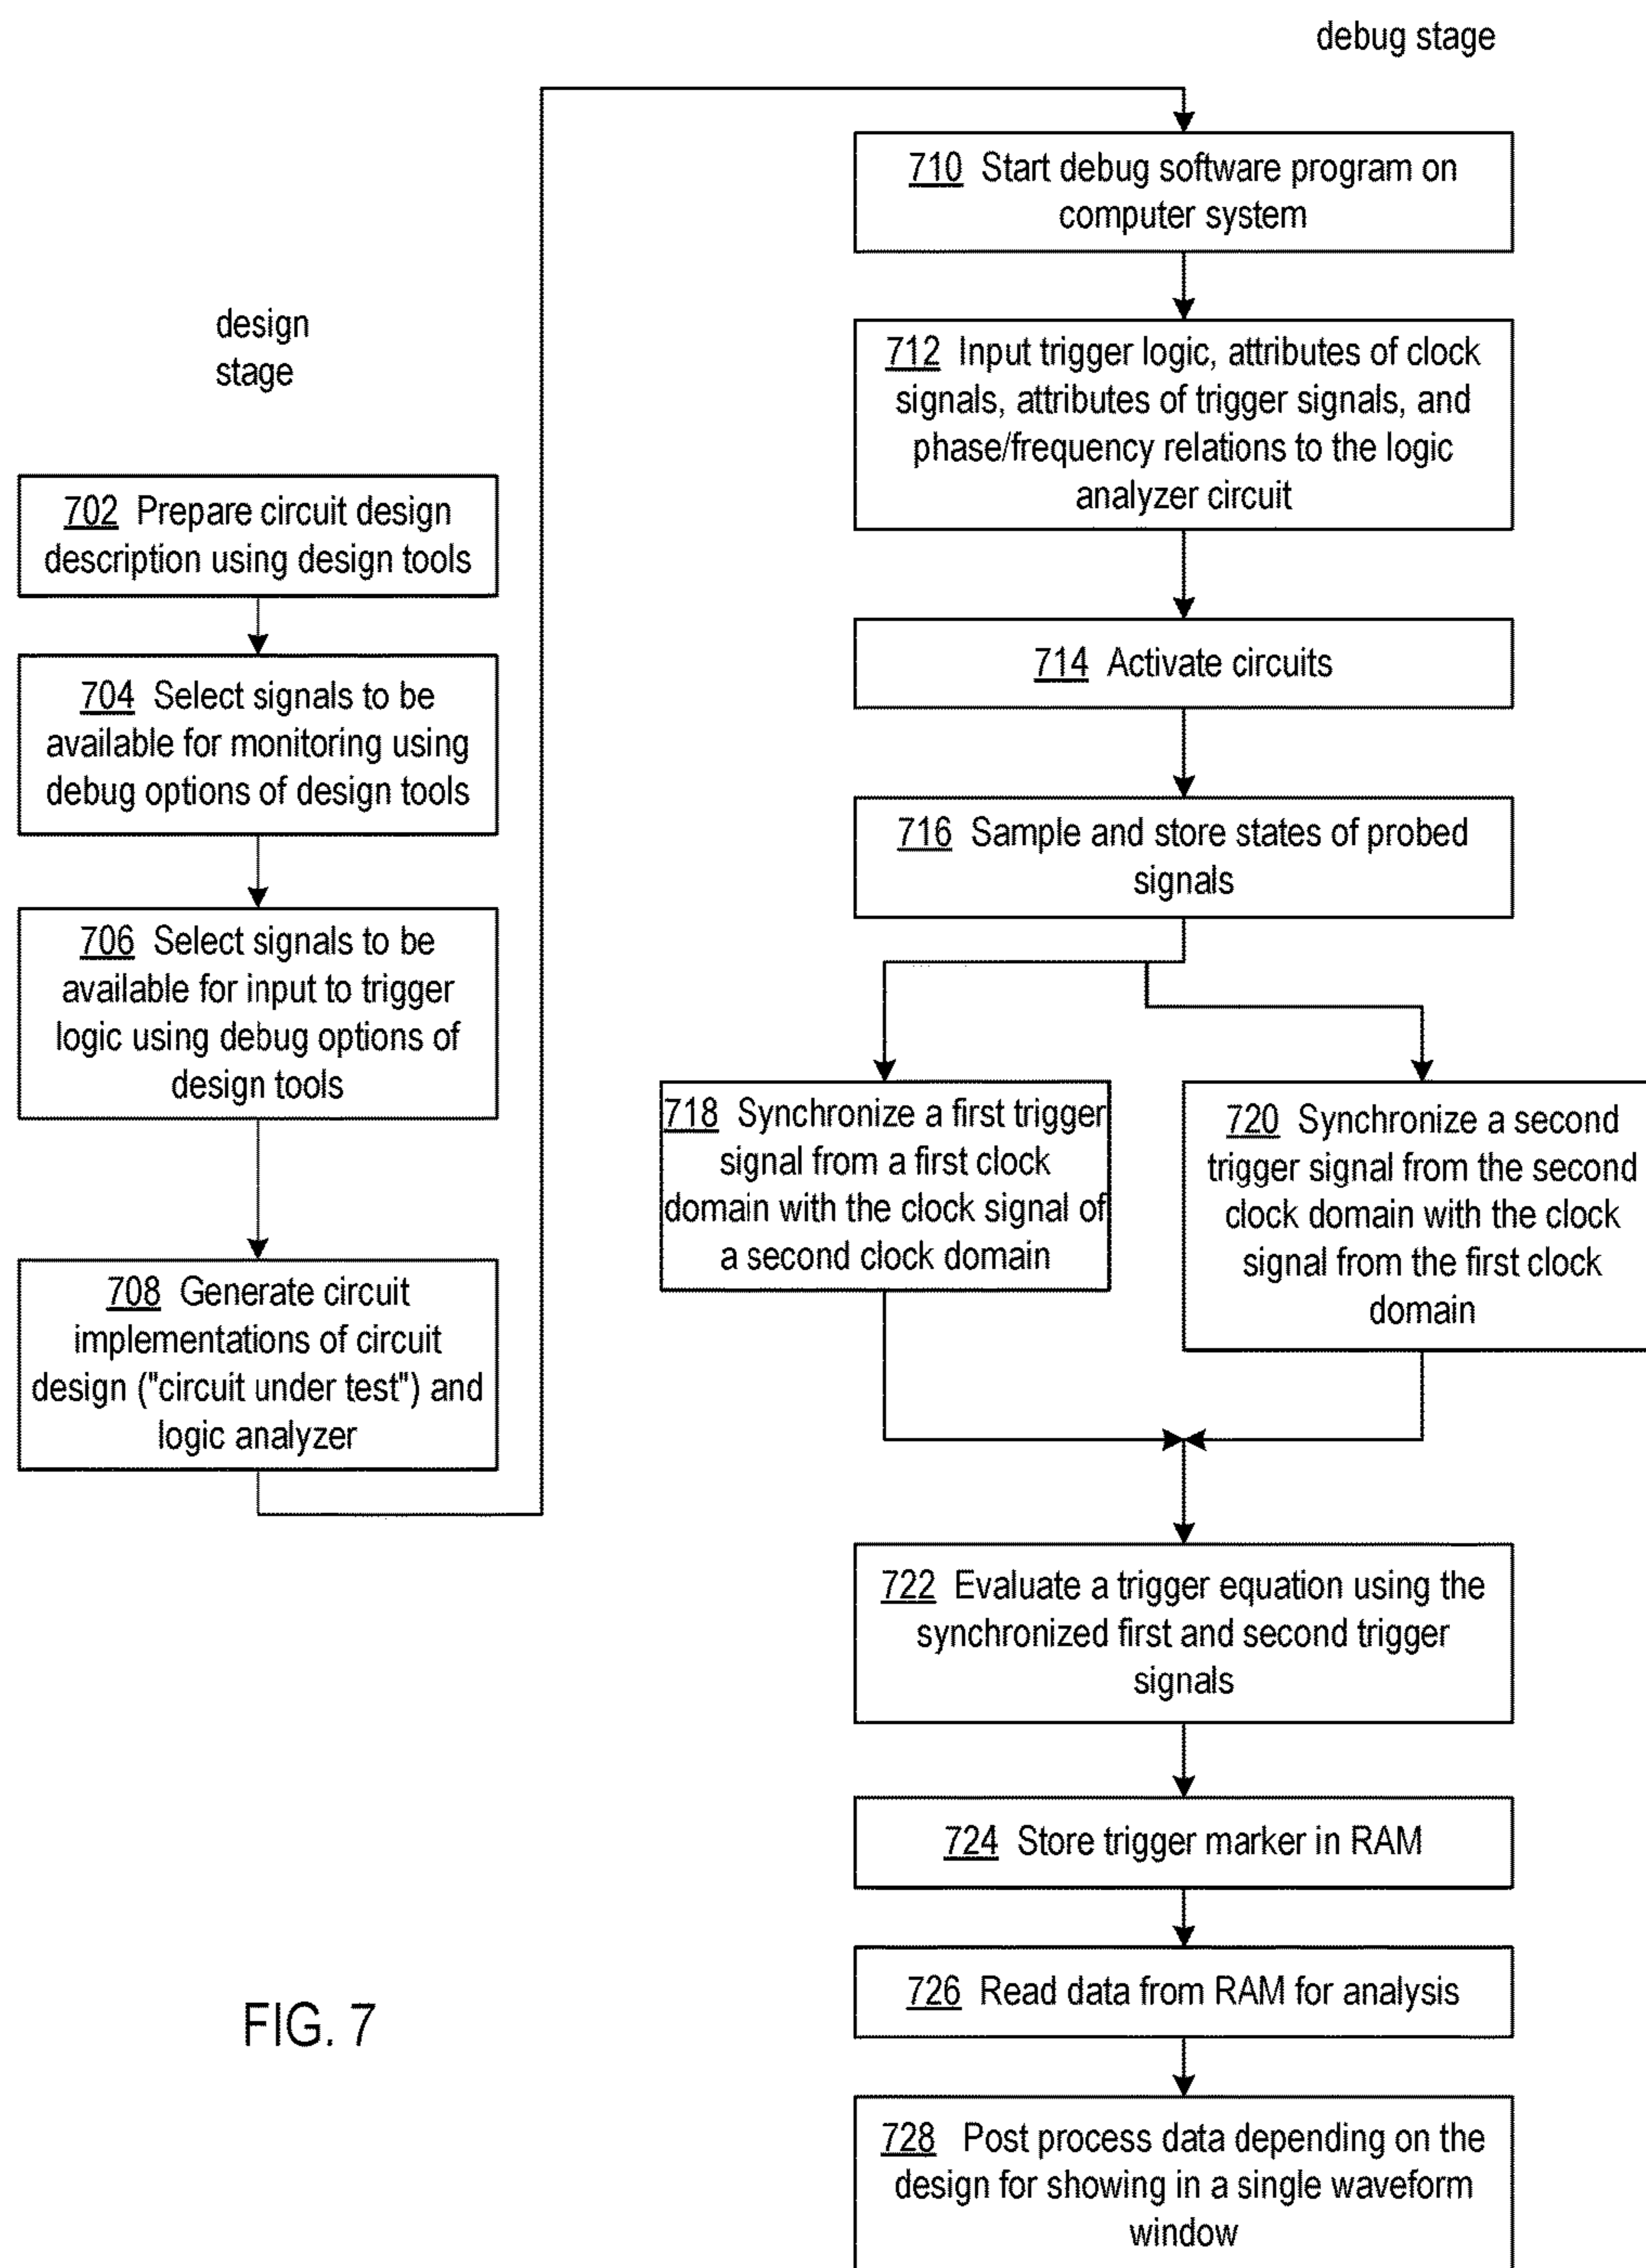 debug stage
design
stage
702 Prepare circuit design
description using design tools
704 Select signals to be
available for monitoring using
debug options of design tools
706 Select signals to be
available for input to trigger
logic using debug options of
design tools
708 Generate circuit
implementations of circuit
design ("circuit under test") and
logic analyzer
710 Start debug software program on
computer system
712 Input trigger logic, attributes of clock
signals, attributes of trigger signals, and
phase/frequency relations to the logic
analyzer circuit
714 Activate circuits
716 Sample and store states of probed
signals
718 Synchronize a first trigger
signal from a first clock
domain with the clock signal of
a second clock domain
720 Synchronize a second
trigger signal from the second
clock domain with the clock
signal from the first clock
domain
722 Evaluate a trigger equation using the
synchronized first and second trigger
signals
724 Store trigger marker in RAM
726 Read data from RAM for analysis
728 Post process data depending on the
design for showing in a single waveform
window
FIG. 7